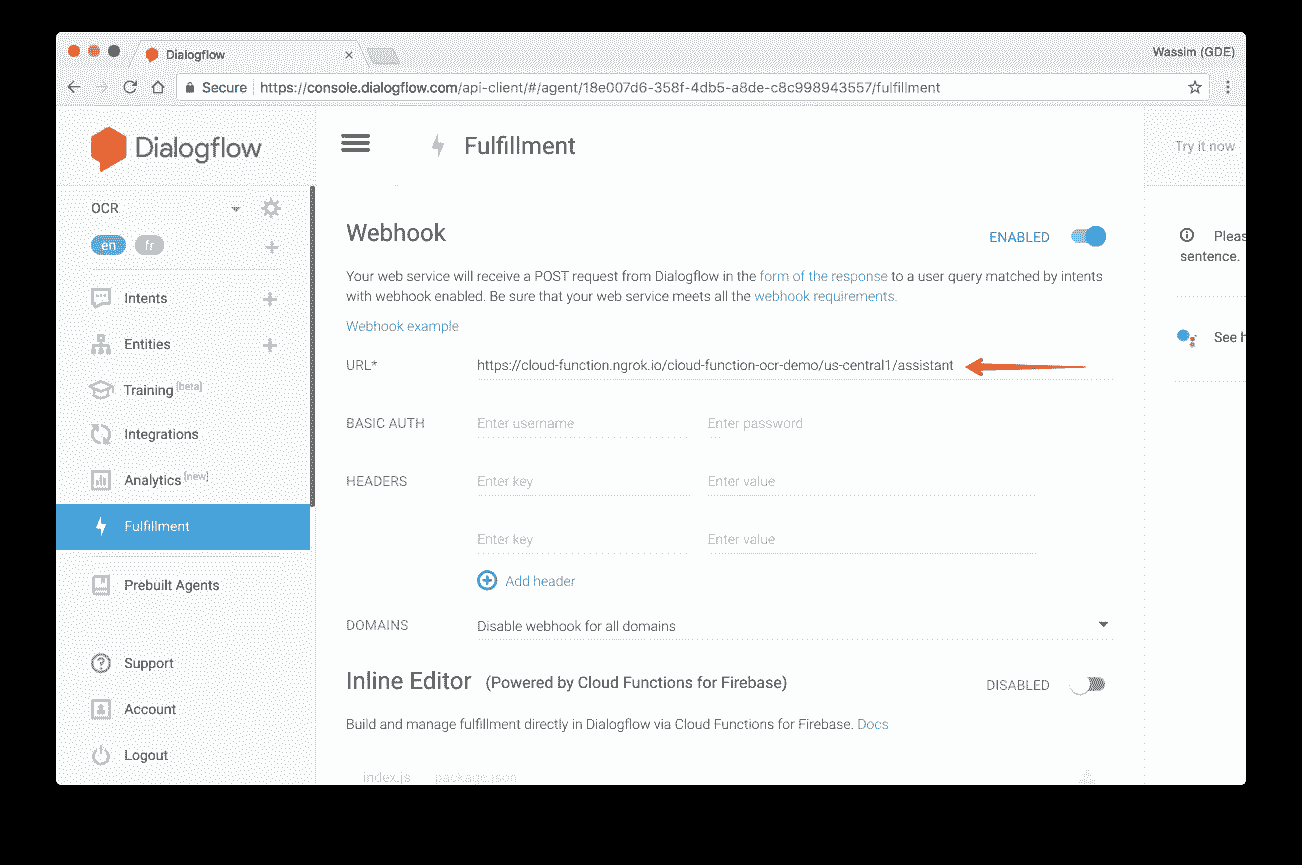 Dialogflow
Wassim (GDE)
Secure https://console.dialogflow.com/api-client/#/agent/18e007d6-358f-4db5-a8de-c8c998943557/fulfillment
Dialogflow
OCR
en fr
Intents
Entities
Training [beta]
Integrations
Analytics [new]
Fulfillment
Prebuilt Agents
Support
Account
Logout
Fulfillment
Webhook
ENABLED
Your web service will receive a POST request from Dialogflow in the form of the response to a user query matched by intents
with webhook enabled. Be sure that your web service meets all the webhook requirements.
Webhook example
URL* https://cloud-function.ngrok.io/cloud-function-ocr-demo/us-central1/assistant
BASIC AUTH Enter username Enter password
HEADERS Enter key Enter value
Enter key Enter value
Add header
DOMAINS Disable webhook for all domains
Inline Editor (Powered by Cloud Functions for Firebase) DISABLED
Build and manage fulfillment directly in Dialogflow via Cloud Functions for Firebase. Docs
index.js package.json
Try it now
Pleas
sentence.
See h